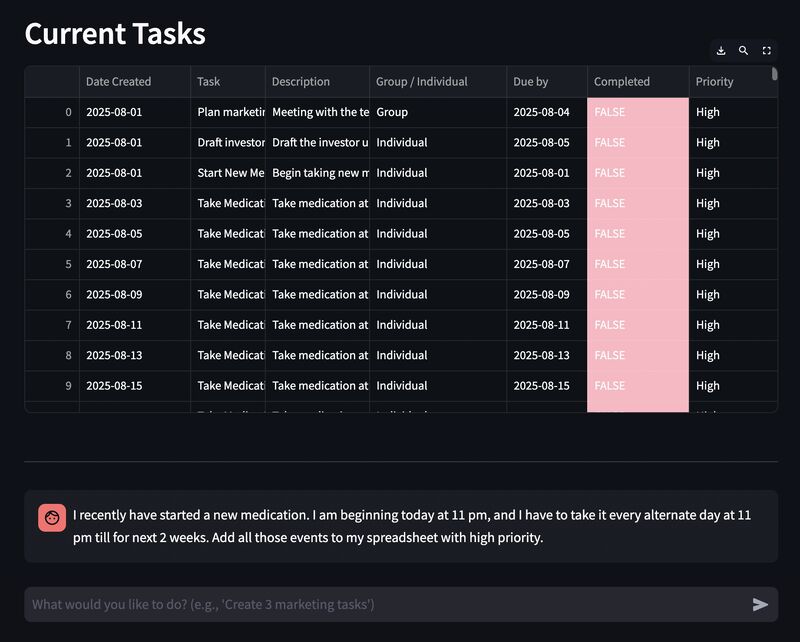 Current Tasks
Date Created Task Description Group / Individual Due by Completed Priority
0 2025-08-01 Plan marketin Meeting with the te Group 2025-08-04 FALSE High
1 2025-08-01 Draft investor Draft the investor u Individual 2025-08-05 FALSE High
2 2025-08-01 Start New Me Begin taking new m Individual 2025-08-01 FALSE High
3 2025-08-03 Take Medicati Take medication at Individual 2025-08-03 FALSE High
4 2025-08-05 Take Medicati Take medication at Individual 2025-08-05 FALSE High
5 2025-08-07 Take Medicati Take medication at Individual 2025-08-07 FALSE High
6 2025-08-09 Take Medicati Take medication at Individual 2025-08-09 FALSE High
7 2025-08-11 Take Medicati Take medication at Individual 2025-08-11 FALSE High
8 2025-08-13 Take Medicati Take medication at Individual 2025-08-13 FALSE High
9 2025-08-15 Take Medicati Take medication at Individual 2025-08-15 FALSE High
I recently have started a new medication. I am beginning today at 11 pm, and I have to take it every alternate day at 11
pm till for next 2 weeks. Add all those events to my spreadsheet with high priority.
What would you like to do? (e.g., 'Create 3 marketing tasks')